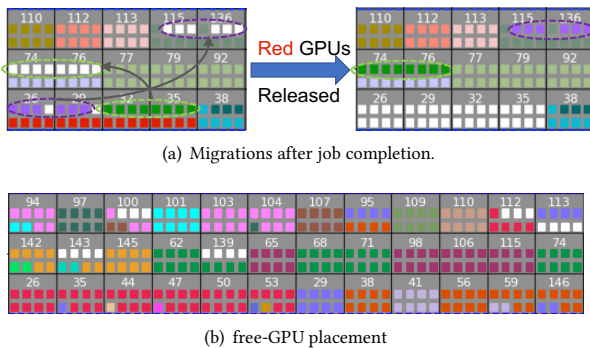 110 112 113 115 136
74 76 77 79 92
26 29 32 35 38
Red GPUs
Released
110 112 113 115 136
74 76 77 79 92
26 29 32 35 38
(a) Migrations after job completion.
94 97 100 101 103 104 107 95 109 110 112 113
142 143 145 62 139 65 68 71 98 106 115 74
26 35 44 47 50 53 29 38 41 56 59 146
(b) free-GPU placement